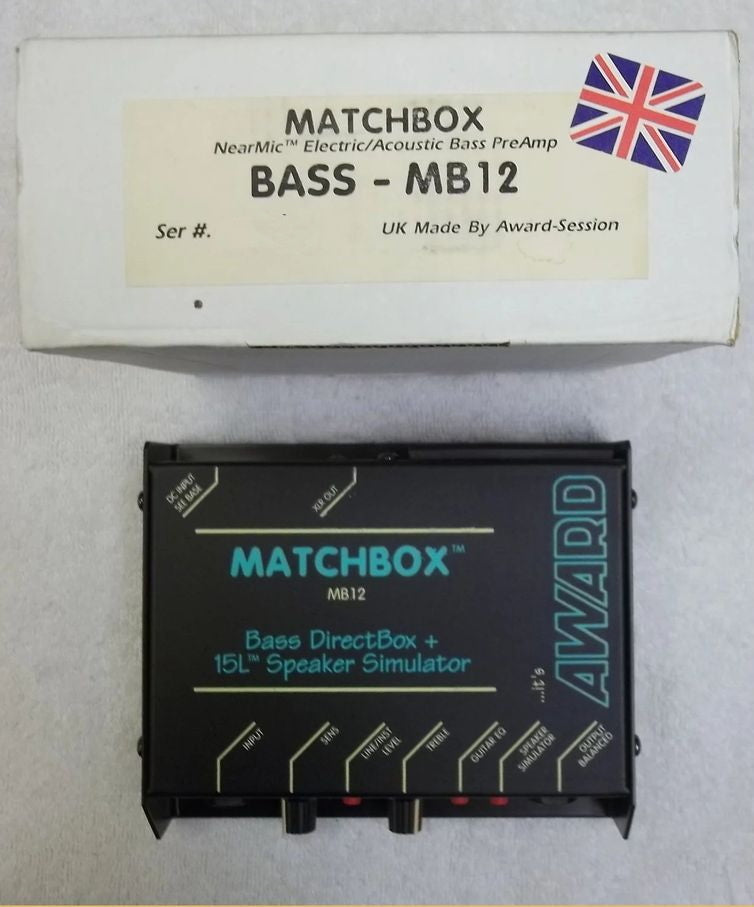 MATCHBOX
NearMic™ Electric/Acoustic Bass PreAmp
BASS - MB12
Ser #.
UK Made By Award-Session
DC INPUT
SEE BASE
XLR OUT
MATCHBOX™
MB12
Bass DirectBox +
15L™ Speaker Simulator
AWARD
INPUT
SENS
LINE/INST
LEVEL
TREBLE
GUITAR EQ
SPEAKER
SIMULATOR
OUTPUT
BALANCED